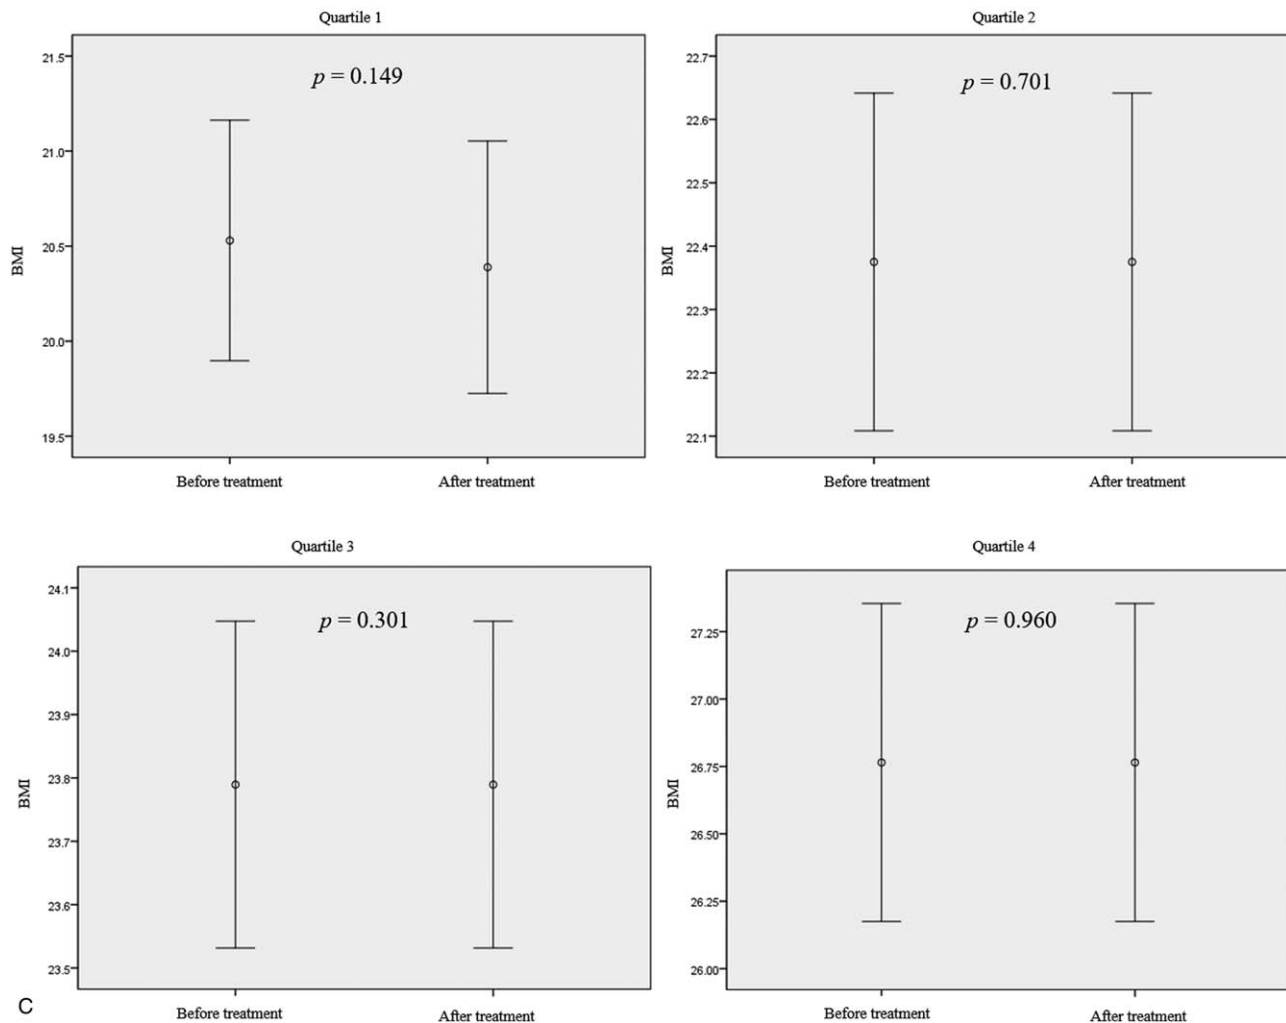 Quartile 1
p = 0.149
21.5
21.0
20.5
20.0
19.5
BMI
Before treatment
After treatment
Quartile 2
p = 0.701
22.7
22.6
22.5
22.4
22.3
22.2
22.1
BMI
Before treatment
After treatment
Quartile 3
p = 0.301
24.1
24.0
23.9
23.8
23.7
23.6
23.5
BMI
Before treatment
After treatment
Quartile 4
p = 0.960
27.25
27.00
26.75
26.50
26.25
26.00
BMI
Before treatment
After treatment
C